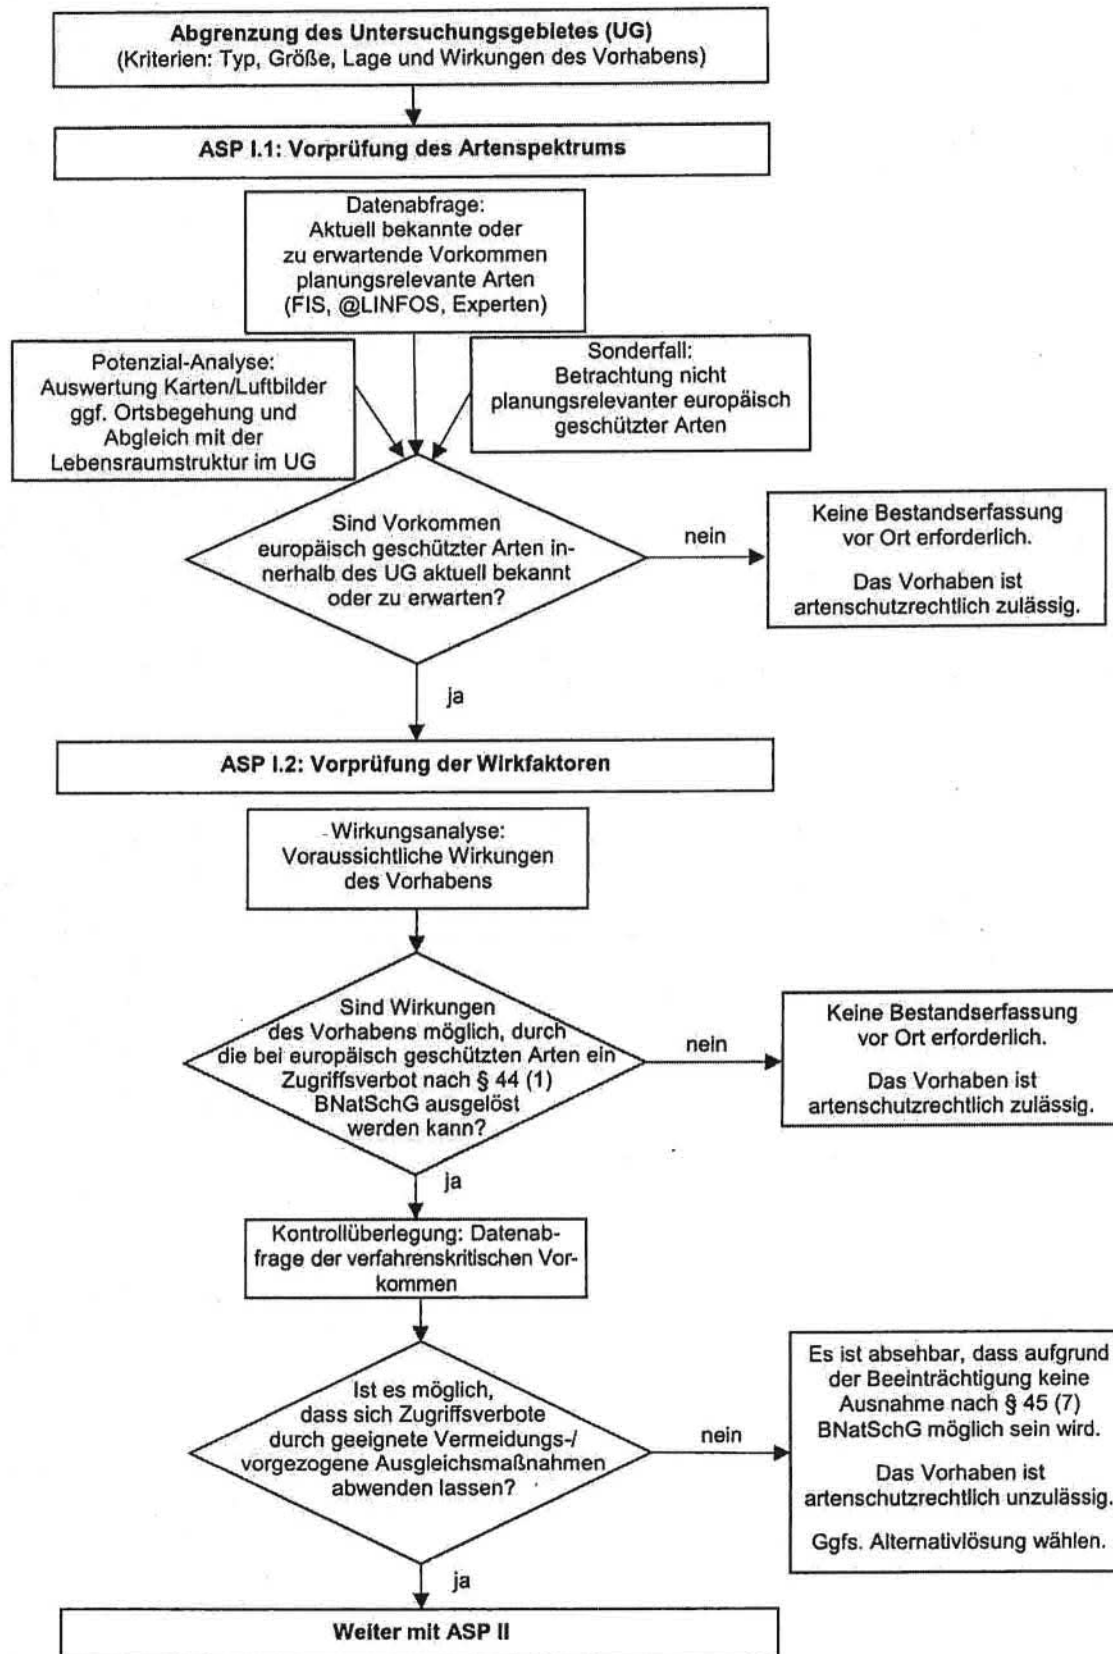 Abgrenzung des Untersuchungsgebietes (UG)
(Kriterien: Typ, Größe, Lage und Wirkungen des Vorhabens)
ASP I.1: Vorprüfung des Artenspektrums
Datenabfrage:
Aktuell bekannte oder
zu erwartende Vorkommen
planungsrelevante Arten
(FIS, @LINFOS, Experten)
Potenzial-Analyse:
Auswertung Karten/Luftbilder
ggf. Ortsbegehung und
Abgleich mit der
Lebensraumstruktur im UG
Sonderfall:
Betrachtung nicht
planungsrelevanter europäisch
geschützter Arten
Sind Vorkommen
europäisch geschützter Arten in-
nerhalb des UG aktuell bekannt
oder zu erwarten?
nein
Keine Bestandserfassung
vor Ort erforderlich.
Das Vorhaben ist
artenschutzrechtlich zulässig.
ja
ASP I.2: Vorprüfung der Wirkfaktoren
Wirkungsanalyse:
Voraussichtliche Wirkungen
des Vorhabens
Sind Wirkungen
des Vorhabens möglich, durch
die bei europäisch geschützten Arten ein
Zugriffsverbot nach § 44 (1)
BNatSchG ausgelöst
werden kann?
nein
Keine Bestandserfassung
vor Ort erforderlich.
Das Vorhaben ist
artenschutzrechtlich zulässig.
ja
Kontrollüberlegung: Datenab-
frage der verfahrenskritischen Vor-
kommen
Ist es möglich,
dass sich Zugriffsverbote
durch geeignete Vermeidungs-/
vorgezogene Ausgleichsmaßnahmen
abwenden lassen?
nein
Es ist absehbar, dass aufgrund
der Beeinträchtigung keine
Ausnahme nach § 45 (7)
BNatSchG möglich sein wird.
Das Vorhaben ist
artenschutzrechtlich unzulässig.
Ggfs. Alternativlösung wählen.
ja
Weiter mit ASP II